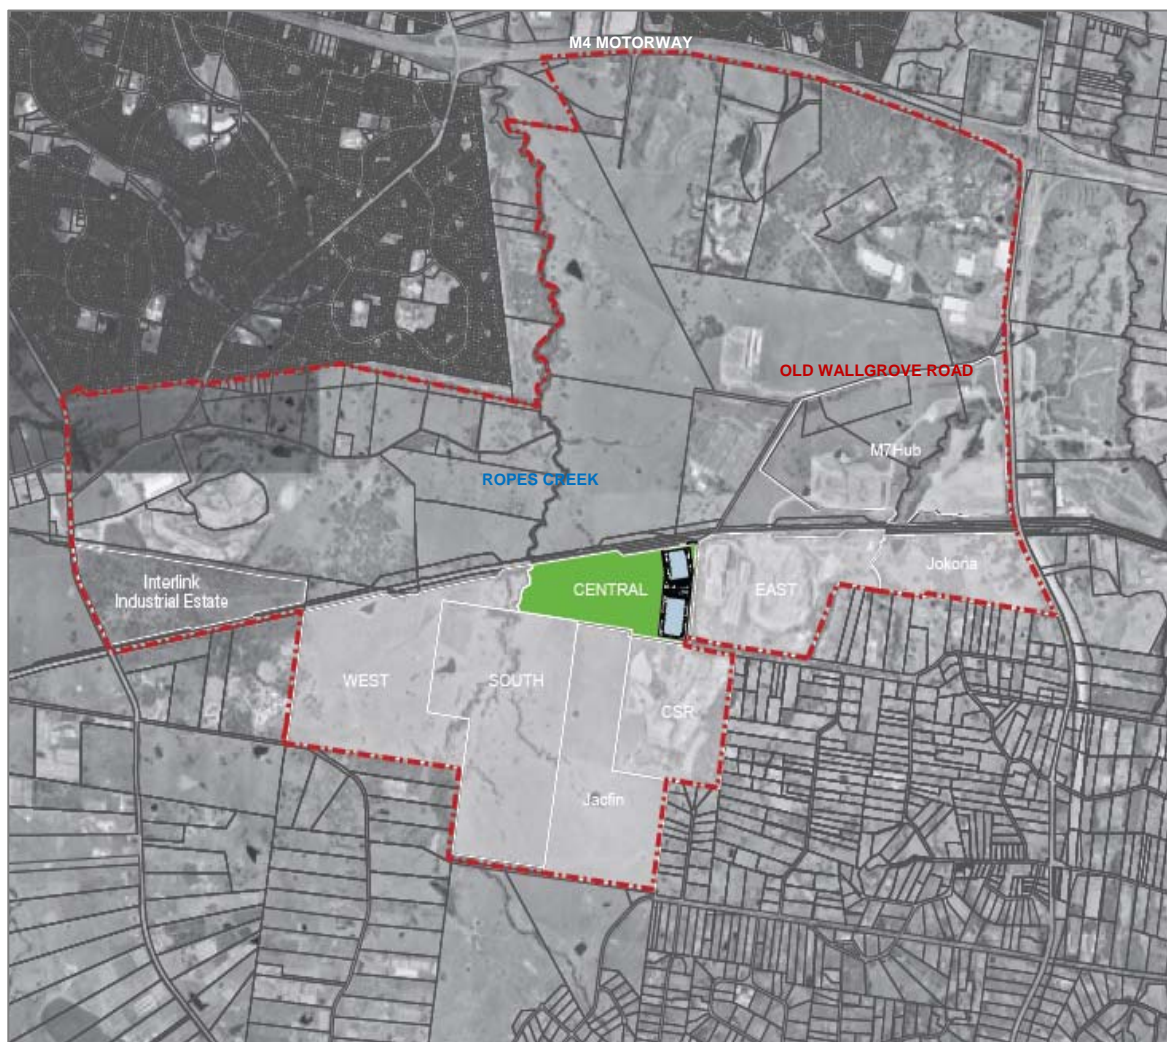 M4 MOTORWAY
OLD WALLGROVE ROAD
M7Hub
ROPES CREEK
Interlink
Industrial Estate
CENTRAL
EAST
Jokona
WEST
SOUTH
CSR
Jacfin